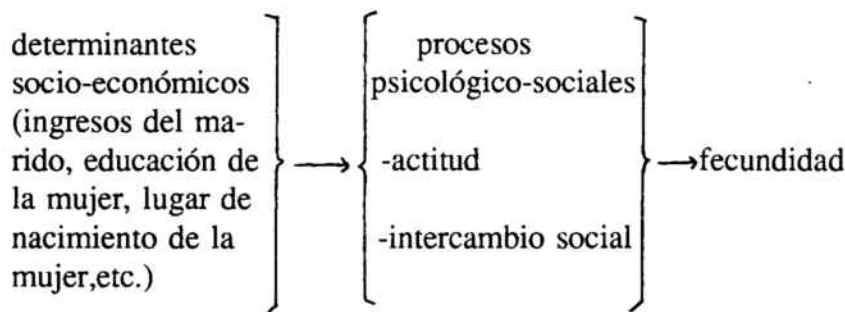 determinantes
socio-económicos
(ingresos del ma-
rido, educación de
la mujer, lugar de
nacimiento de la
mujer,etc.)
procesos
psicológico-sociales
-actitud
-intercambio social
fecundidad